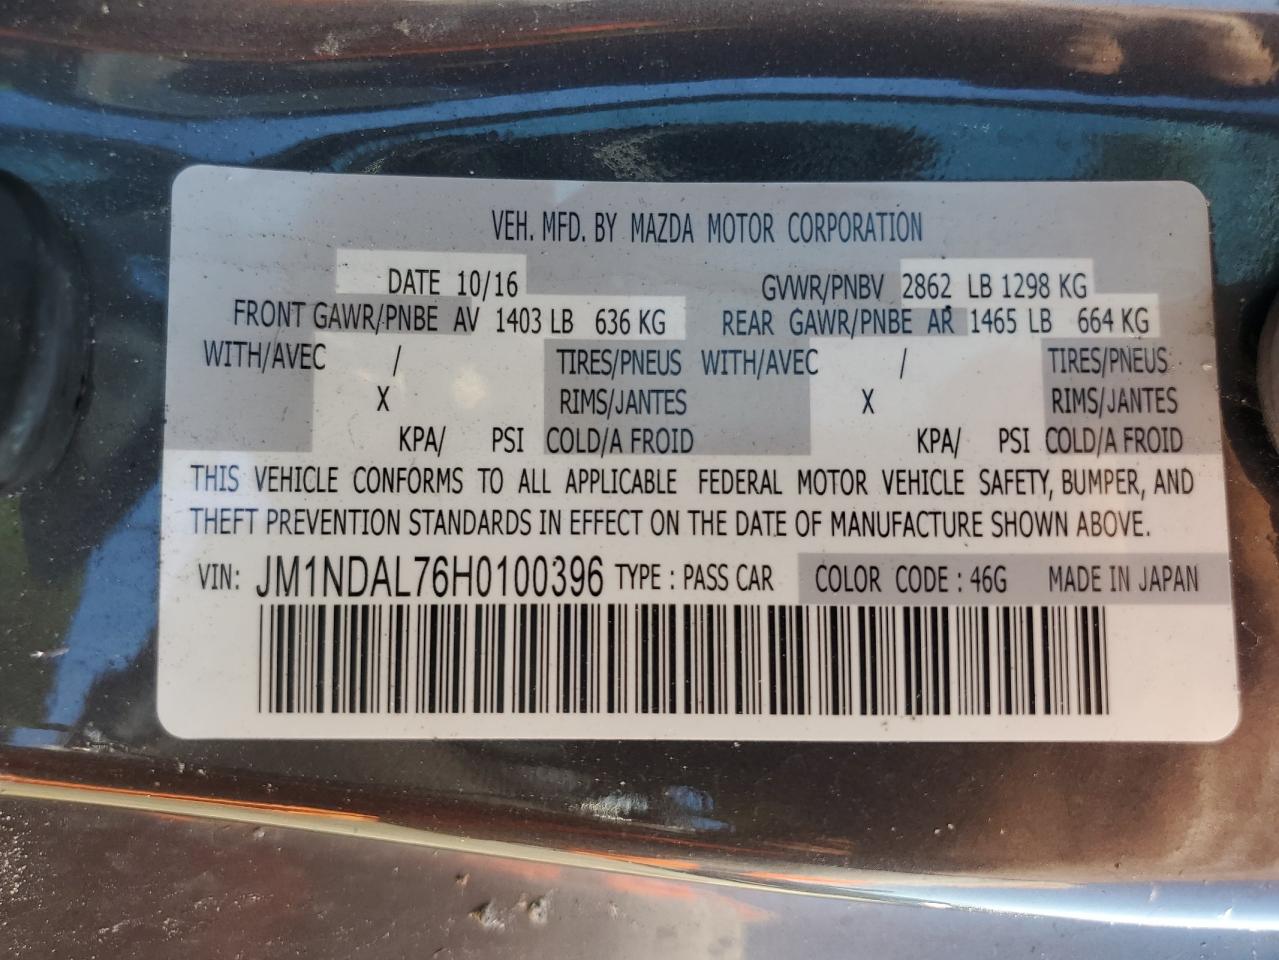 VEH. MFD. BY MAZDA MOTOR CORPORATION
DATE 10/16 GVWR/PNBV 2862 LB 1298 KG
FRONT GAWR/PNBE AV 1403 LB 636 KG REAR GAWR/PNBE AR 1465 LB 664 KG
WITH/AVEC / TIRES/PNEUS WITH/AVEC / TIRES/PNEUS
X RIMS/JANTES X RIMS/JANTES
KPA/ PSI COLD/A FROID KPA/ PSI COLD/A FROID
THIS VEHICLE CONFORMS TO ALL APPLICABLE FEDERAL MOTOR VEHICLE SAFETY, BUMPER, AND
THEFT PREVENTION STANDARDS IN EFFECT ON THE DATE OF MANUFACTURE SHOWN ABOVE.
VIN: JM1NDAL76H0100396 TYPE : PASS CAR COLOR CODE : 46G MADE IN JAPAN